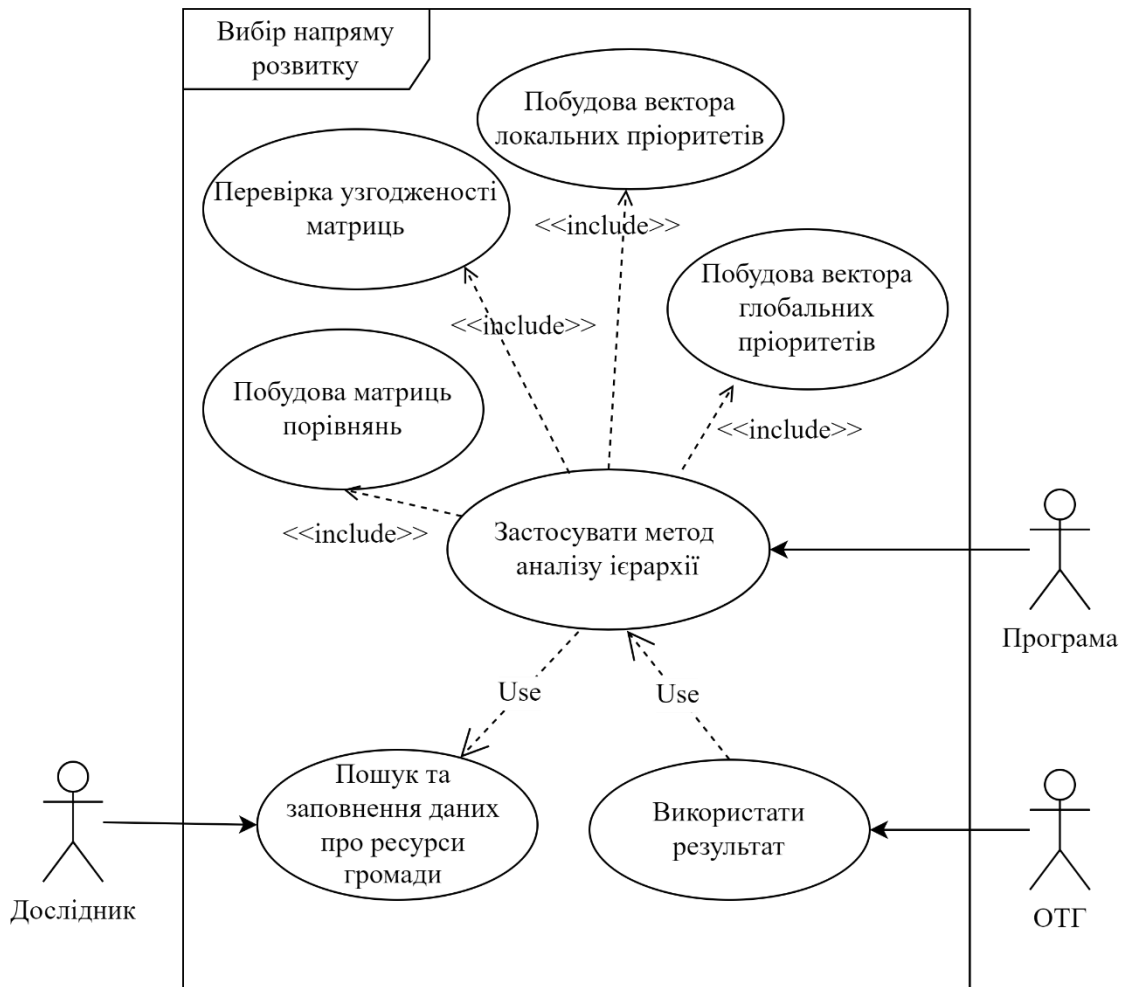 Вибір напряму
розвитку
Побудова вектора
локальних пріоритетів
Перевірка узгодженості
матриць
<<include>>
Побудова вектора
глобальних
пріоритетів
<<include>>
Побудова матриць
порівнянь
<<include>>
<<include>>
Застосувати метод
аналізу ієрархії
Програма
Use
Use
Пошук та
заповнення даних
про ресурси
громади
Використати
результат
Дослідник
ОТГ